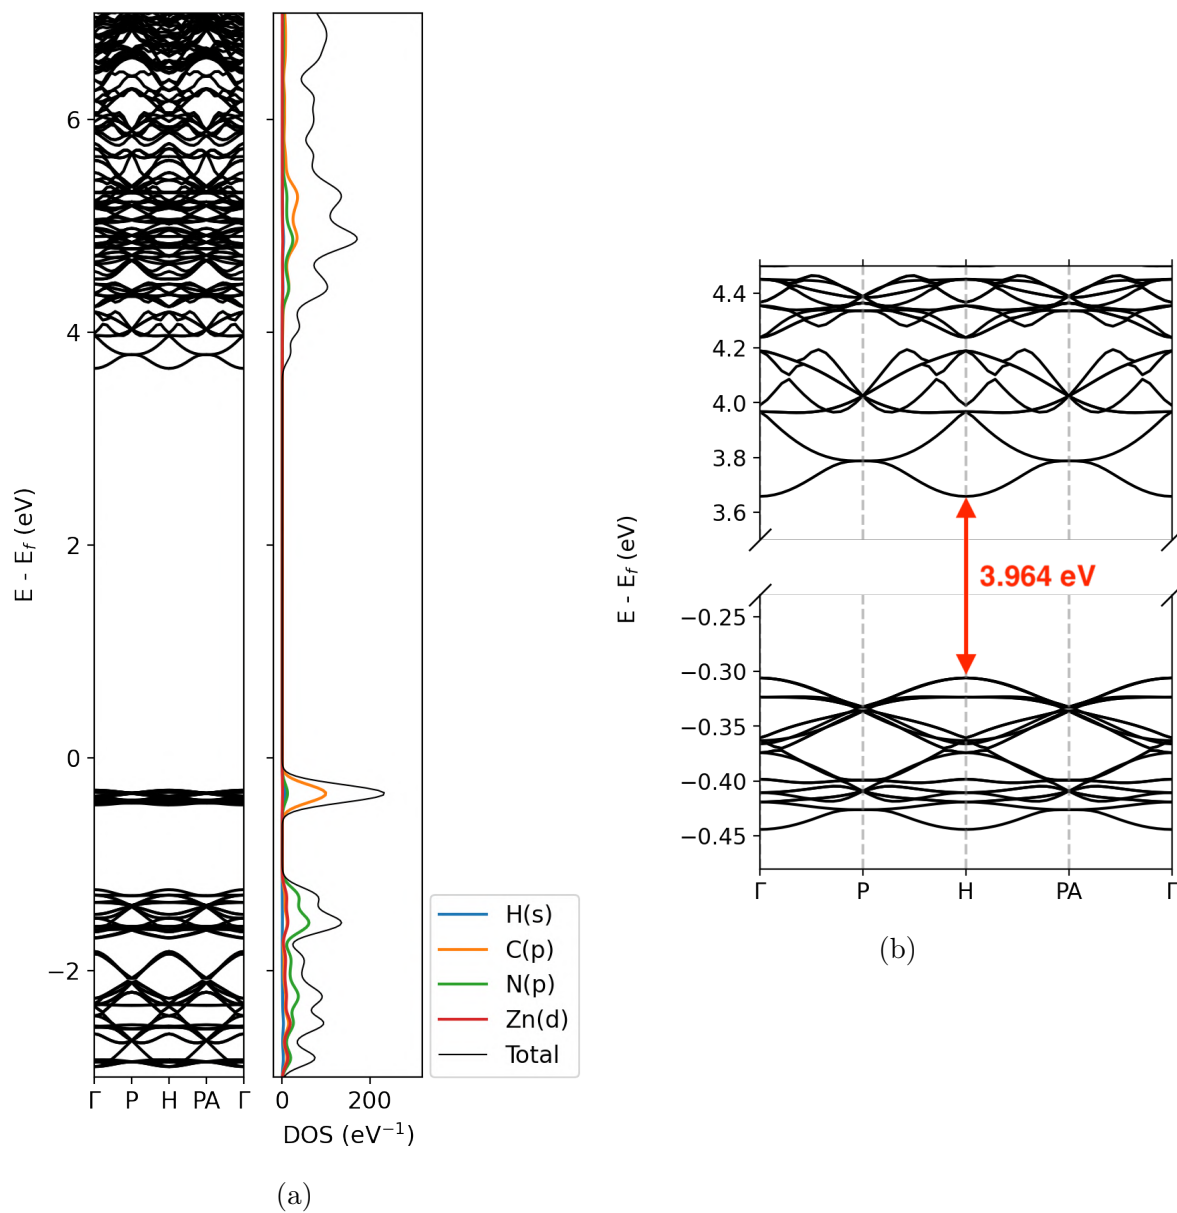 6
4
2
0
−2
E - E_f (eV)
Γ P H PA Γ
0 200
DOS (eV⁻¹)
H(s)
C(p)
N(p)
Zn(d)
Total
(a)
4.4
4.2
4.0
3.8
3.6
E - E_f (eV)
3.964 eV
−0.25
−0.30
−0.35
−0.40
−0.45
Γ P H PA Γ
(b)